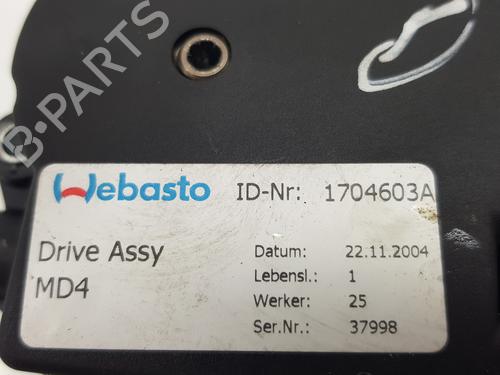 B-PARTS
Webasto ID-Nr: 1704603A
Drive Assy
MD4
Datum: 22.11.2004
Lebensl.: 1
Werker: 25
Ser.Nr.: 37998